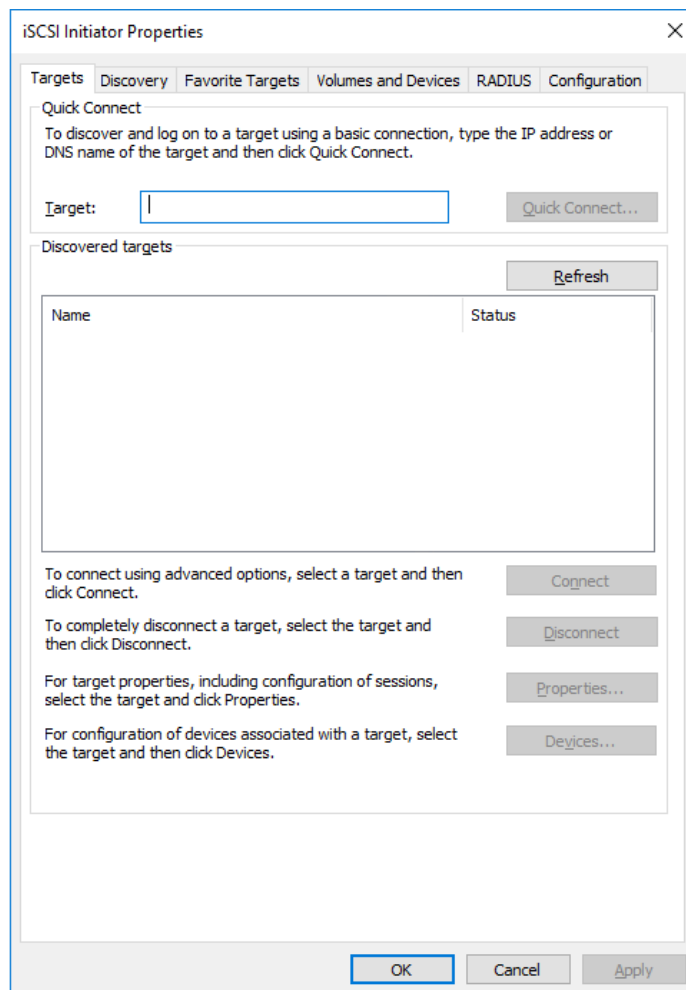 iSCSI Initiator Properties
Targets Discovery Favorite Targets Volumes and Devices RADIUS Configuration
Quick Connect
To discover and log on to a target using a basic connection, type the IP address or
DNS name of the target and then click Quick Connect.
Target: Quick Connect...
Discovered targets
Refresh
Name Status
To connect using advanced options, select a target and then
click Connect.
Connect
To completely disconnect a target, select the target and
then click Disconnect.
Disconnect
For target properties, including configuration of sessions,
select the target and click Properties.
Properties...
For configuration of devices associated with a target, select
the target and then click Devices.
Devices...
OK Cancel Apply